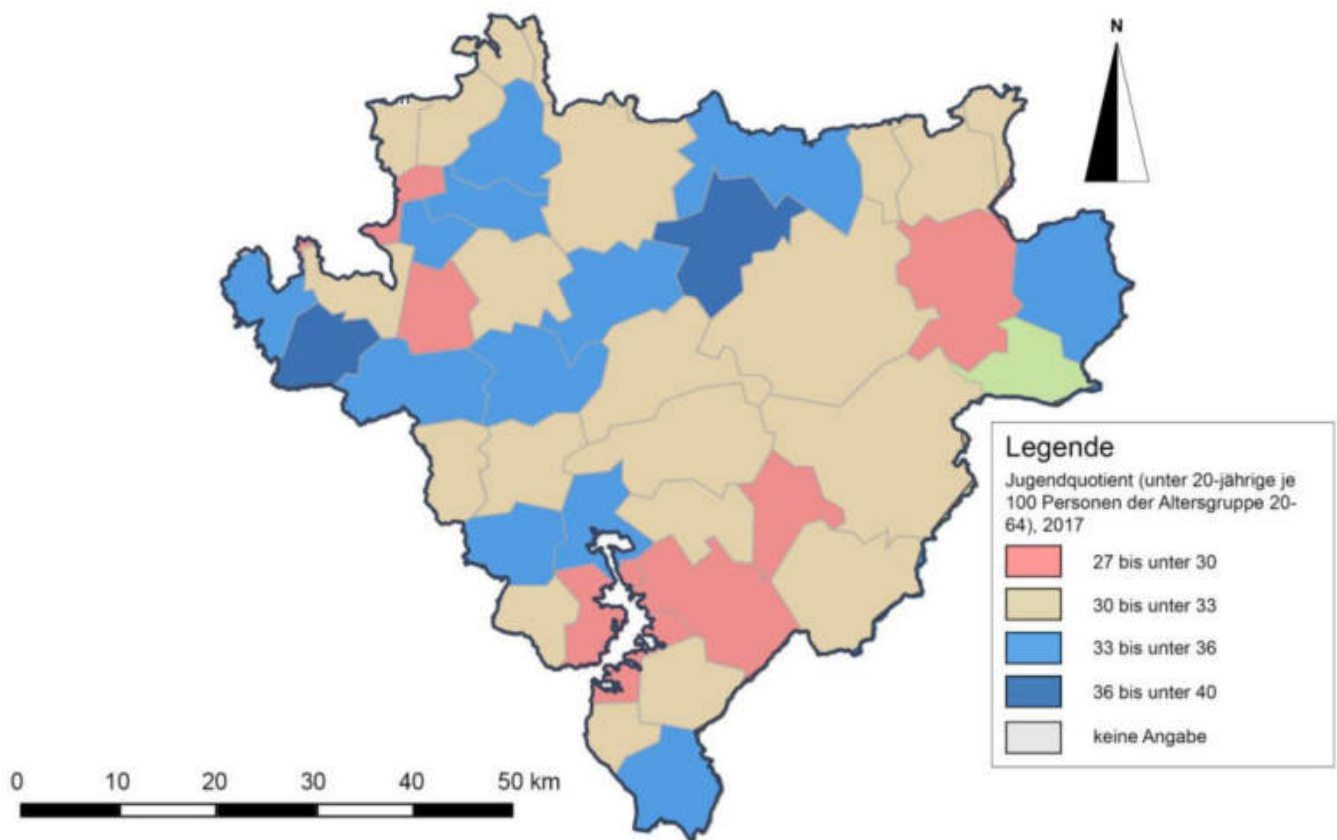 N
Legende
Jugendquotient (unter 20-jährige je
100 Personen der Altersgruppe 20-
64), 2017
27 bis unter 30
30 bis unter 33
33 bis unter 36
36 bis unter 40
keine Angabe
0 10 20 30 40 50 km